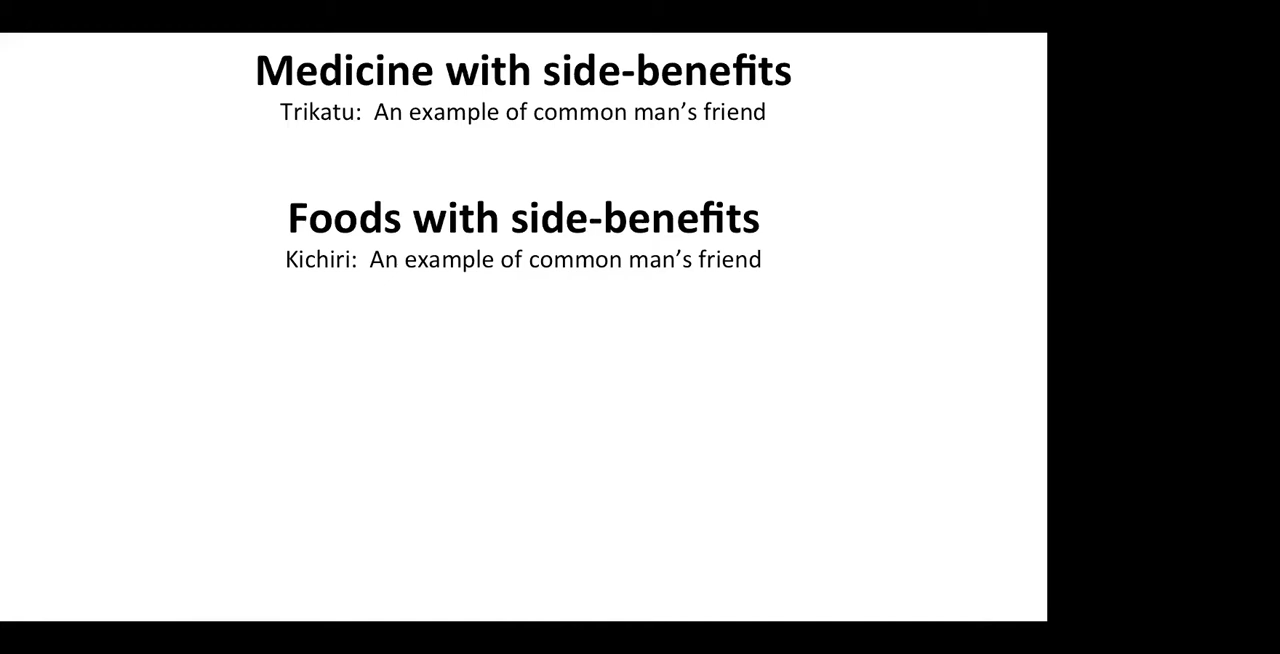 Medicine with side-benefits
Trikatu:  An example of common man’s friend
Foods with side-benefits
Kichiri:  An example of common man’s friend